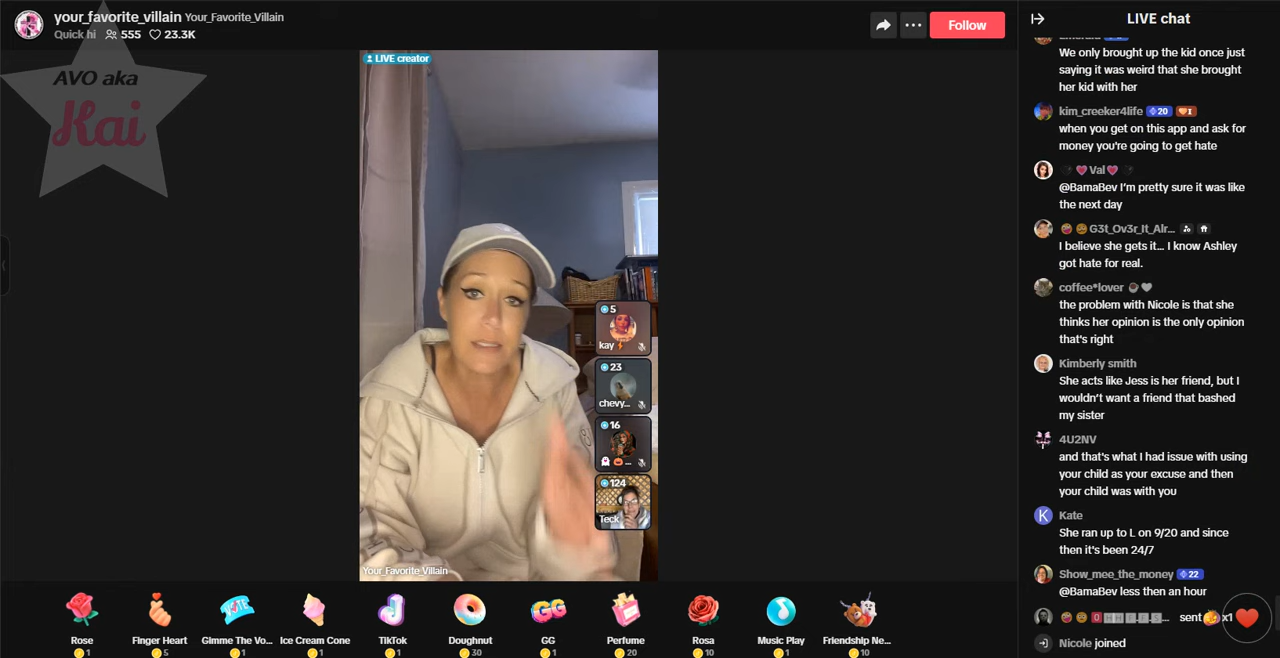 your_favorite_villain Your_Favorite_Villain
Quick hi 555 23.3K
Follow
LIVE chat
AVO aka
Kai
LIVE creator
5
kay
23
chevy...
16
...
124
Teck
Your_Favorite_Villain
We only brought up the kid once just
saying it was weird that she brought
her kid with her
kim_creeker4life 20 I
when you get on this app and ask for
money you're going to get hate
Val
@BamaBev I'm pretty sure it was like
the next day
G3t_Ov3r_It_Alr...
I believe she gets it... I know Ashley
got hate for real.
coffee*lover
the problem with Nicole is that she
thinks her opinion is the only opinion
that's right
Kimberly smith
She acts like Jess is her friend, but I
wouldn't want a friend that bashed
my sister
4U2NV
and that's what I had issue with using
your child as your excuse and then
your child was with you
K Kate
She ran up to L on 9/20 and since
then it's been 24/7
Show_mee_the_money 22
@BamaBev less then an hour
sent x1
Nicole joined
Rose
1
Finger Heart
5
Gimme The Vo...
1
Ice Cream Cone
1
TikTok
1
Doughnut
30
GG
1
Perfume
20
Rosa
10
Music Play
1
Friendship Ne...
10